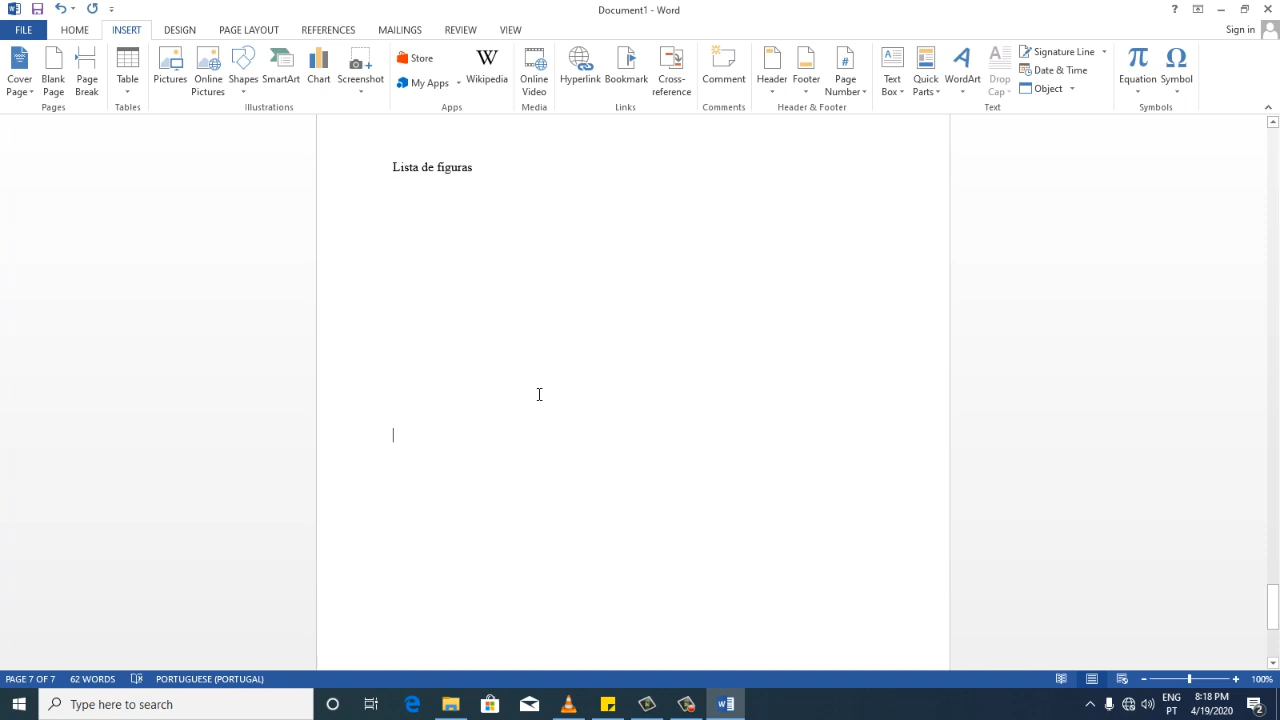 Document1 - Word
Sign in
FILE HOME INSERT DESIGN PAGE LAYOUT REFERENCES MAILINGS REVIEW VIEW
Cover Page
Blank Page
Page Break
Pages
Table
Tables
Pictures
Online Pictures
Shapes
SmartArt
Chart
Screenshot
Illustrations
Store
My Apps
Wikipedia
Apps
Online Video
Media
Hyperlink
Bookmark
Cross-reference
Links
Comment
Comments
Header
Footer
Page Number
Header & Footer
Text Box
Quick Parts
WordArt
Drop Cap
Signature Line
Date & Time
Object
Text
Equation
Symbol
Symbols
Lista de figuras
PAGE 7 OF 7 62 WORDS PORTUGUESE (PORTUGAL) 100%
Type here to search
ENG
PT
8:18 PM
4/19/2020
2